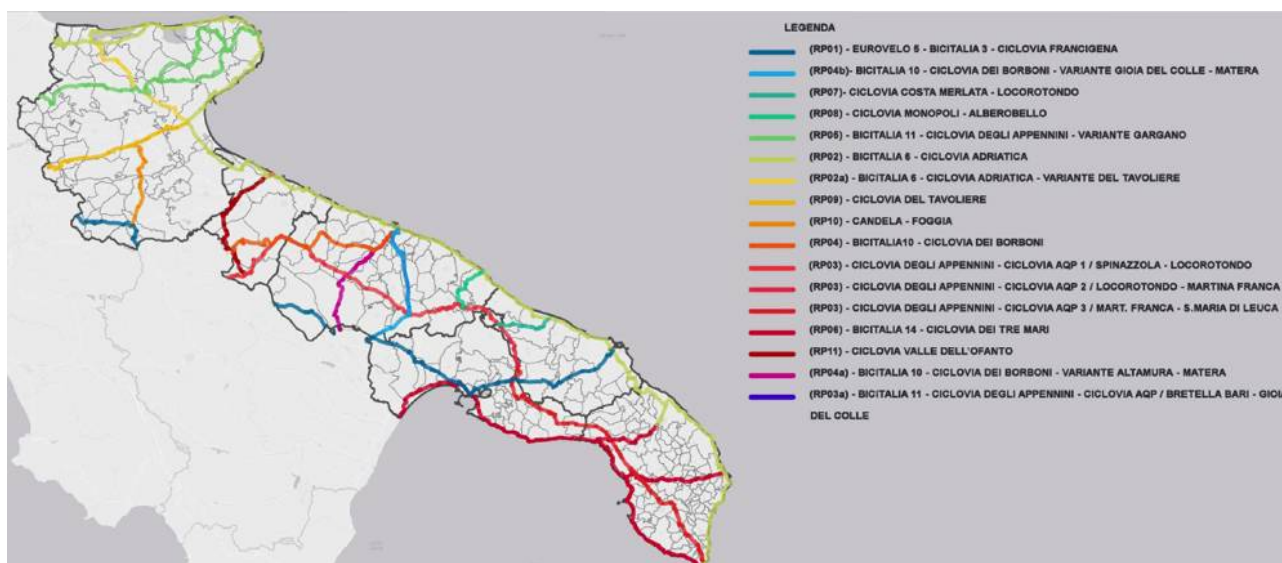 LEGENDA
(RP01) - EUROVELO 5 - BICITALIA 3 - CICLOVIA FRANCIGENA
(RP04b)- BICITALIA 10 - CICLOVIA DEI BORBONI - VARIANTE GIOIA DEL COLLE - MATERA
(RP07)- CICLOVIA COSTA MERLATA - LOCOROTONDO
(RP08) - CICLOVIA MONOPOLI - ALBEROBELLO
(RP05) - BICITALIA 11 - CICLOVIA DEGLI APPENNINI - VARIANTE GARGANO
(RP02) - BICITALIA 6 - CICLOVIA ADRIATICA
(RP02a) - BICITALIA 6 - CICLOVIA ADRIATICA - VARIANTE DEL TAVOLIERE
(RP09) - CICLOVIA DEL TAVOLIERE
(RP10) - CANDELA - FOGGIA
(RP04) - BICITALIA10 - CICLOVIA DEI BORBONI
(RP03) - CICLOVIA DEGLI APPENNINI - CICLOVIA AQP 1 / SPINAZZOLA - LOCOROTONDO
(RP03) - CICLOVIA DEGLI APPENNINI - CICLOVIA AQP 2 / LOCOROTONDO - MARTINA FRANCA
(RP03) - CICLOVIA DEGLI APPENNINI - CICLOVIA AQP 3 / MART. FRANCA - S.MARIA DI LEUCA
(RP06) - BICITALIA 14 - CICLOVIA DEI TRE MARI
(RP11) - CICLOVIA VALLE DELL'OFANTO
(RP04a) - BICITALIA 10 - CICLOVIA DEI BORBONI - VARIANTE ALTAMURA - MATERA
(RP03a) - BICITALIA 11 - CICLOVIA DEGLI APPENNINI - CICLOVIA AQP / BRETELLA BARI - GIOIA
DEL COLLE